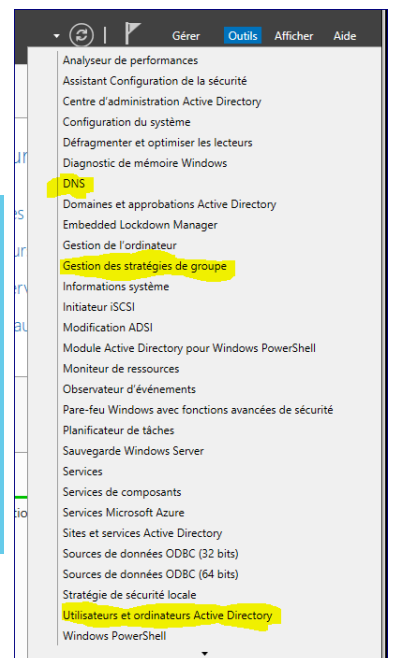 Gérer Outils Afficher Aide
Analyseur de performances
Assistant Configuration de la sécurité
Centre d'administration Active Directory
Configuration du système
Défragmenter et optimiser les lecteurs
Diagnostic de mémoire Windows
DNS
Domaines et approbations Active Directory
Embedded Lockdown Manager
Gestion de l'ordinateur
Gestion des stratégies de groupe
Informations système
Initiateur iSCSI
Modification ADSI
Module Active Directory pour Windows PowerShell
Moniteur de ressources
Observateur d'événements
Pare-feu Windows avec fonctions avancées de sécurité
Planificateur de tâches
Sauvegarde Windows Server
Services
Services de composants
Services Microsoft Azure
Sites et services Active Directory
Sources de données ODBC (32 bits)
Sources de données ODBC (64 bits)
Stratégie de sécurité locale
Utilisateurs et ordinateurs Active Directory
Windows PowerShell